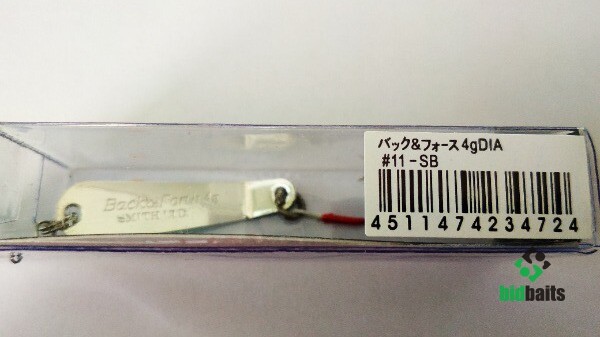 バック&フォース 4gDIA
#11-SB
4511474234724
Back&Forth
SMITH LTD.
bidbaits